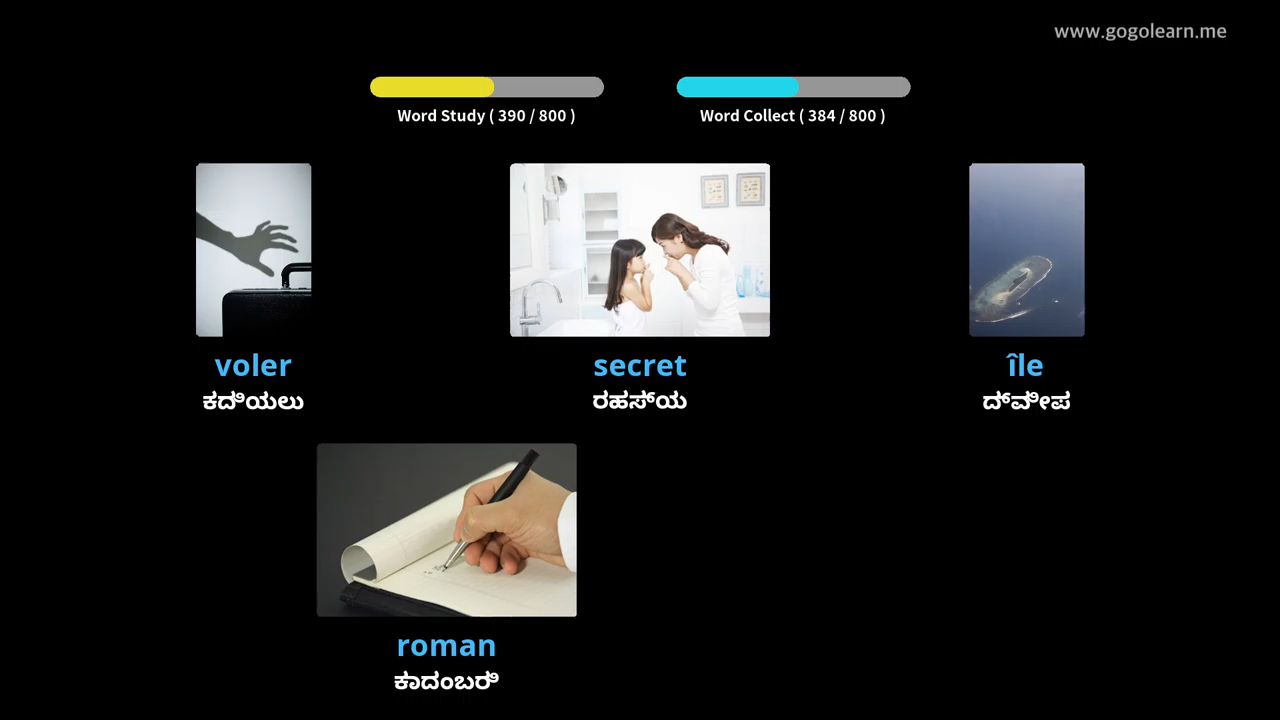 www.gogolearn.me
Word Study ( 390 / 800 )
Word Collect ( 384 / 800 )
voler
ಕದಿಯಲು
secret
ರಹಸ್ಯ
île
ದ್ವೀಪ
roman
ಕಾದಂಬರಿ